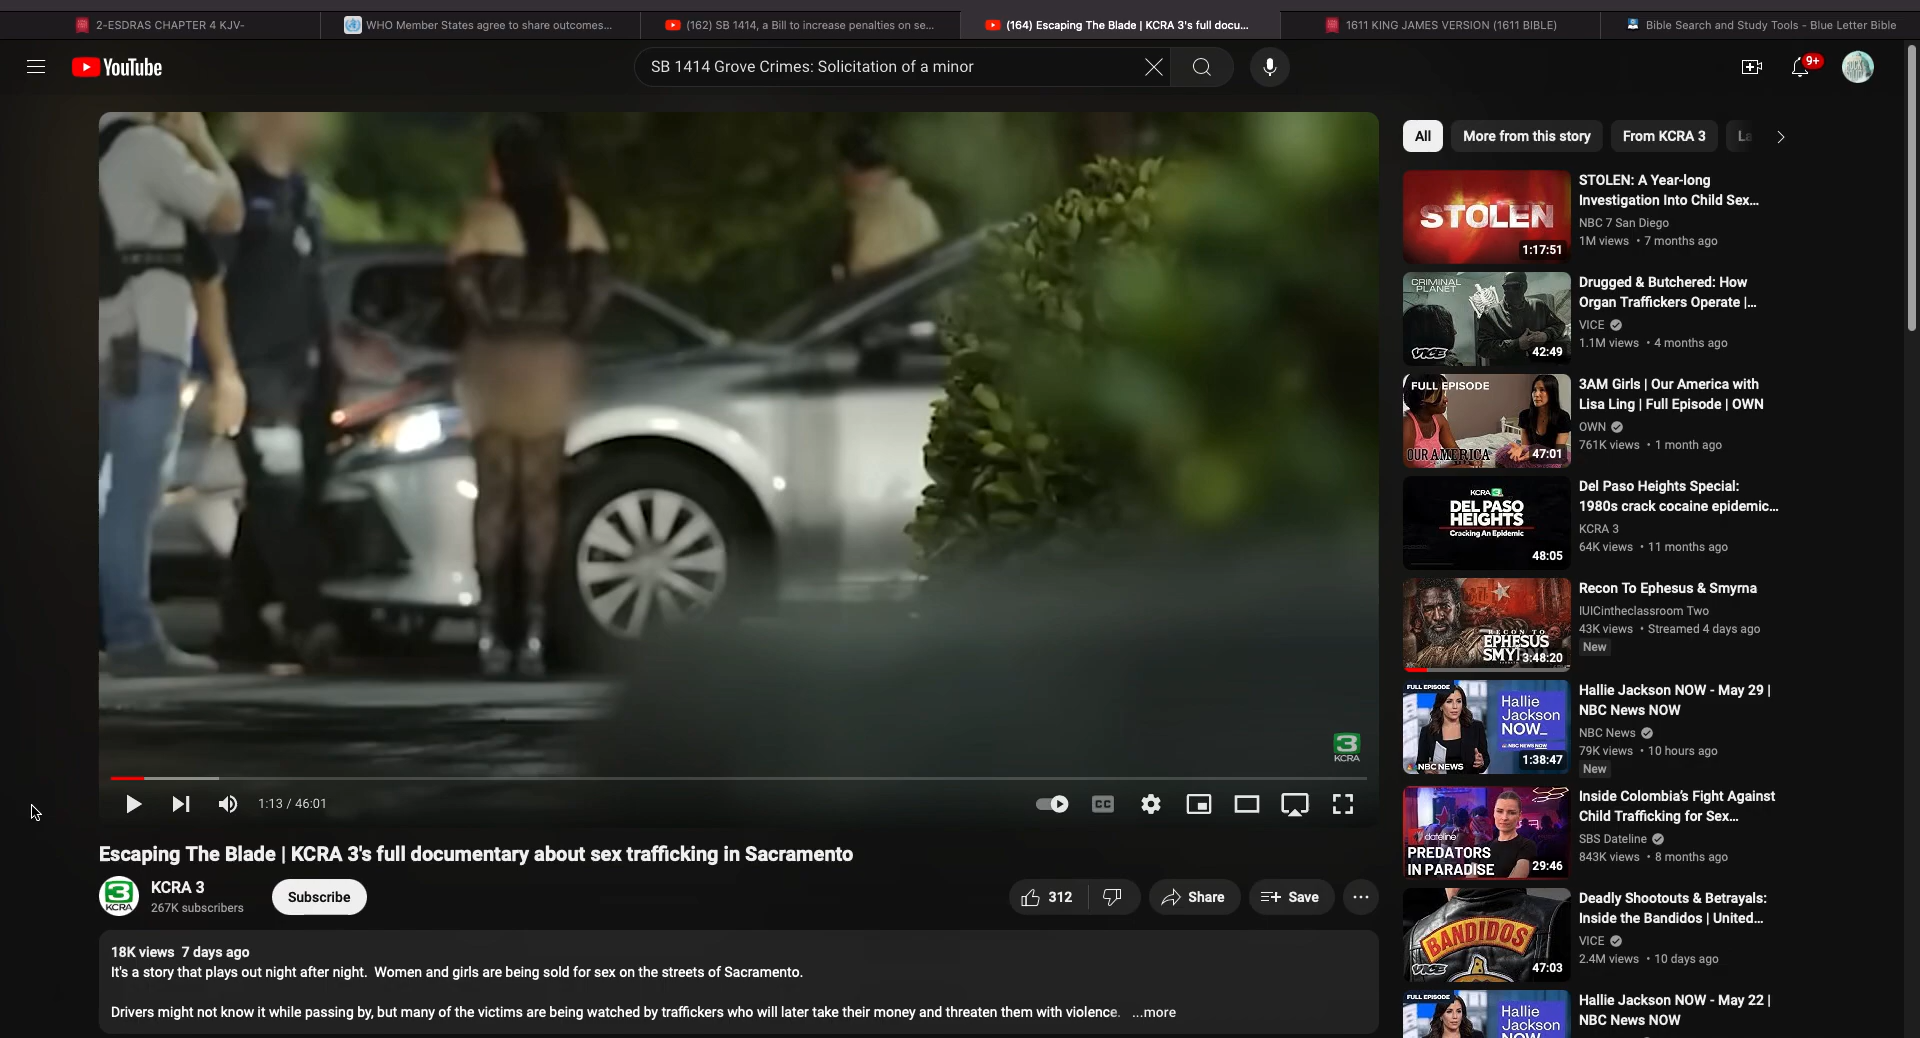 2-ESDRAS CHAPTER 4 KJV-
WHO Member States agree to share outcomes...
(162) SB 1414, a Bill to increase penalties on se...
(164) Escaping The Blade | KCRA 3's full docu...
1611 KING JAMES VERSION (1611 BIBLE)
Bible Search and Study Tools - Blue Letter Bible
YouTube
SB 1414 Grove Crimes: Solicitation of a minor
9+
3
KCRA
1:13 / 46:01
CC
Escaping The Blade | KCRA 3's full documentary about sex trafficking in Sacramento
3
KCRA
KCRA 3
267K subscribers
Subscribe
312
Share
Save
18K views 7 days ago
It's a story that plays out night after night. Women and girls are being sold for sex on the streets of Sacramento.
Drivers might not know it while passing by, but many of the victims are being watched by traffickers who will later take their money and threaten them with violence. ...more
All
More from this story
From KCRA 3
La
STOLEN
1:17:51
STOLEN: A Year-long
Investigation Into Child Sex...
NBC 7 San Diego
1M views • 7 months ago
CRIMINAL
PLANET
VICE
42:49
Drugged & Butchered: How
Organ Traffickers Operate |...
VICE
1.1M views • 4 months ago
FULL EPISODE
OUR AMERICA
47:01
3AM Girls | Our America with
Lisa Ling | Full Episode | OWN
OWN
761K views • 1 month ago
KCRA 3
DEL PASO
HEIGHTS
Cracking An Epidemic
48:05
Del Paso Heights Special:
1980s crack cocaine epidemic...
KCRA 3
64K views • 11 months ago
RECON TO
EPHESUS
3:48:20
Recon To Ephesus & Smyrna
IUICintheclassroom Two
43K views • Streamed 4 days ago
New
FULL EPISODE
Hallie
Jackson
NOW_
NBC NEWS NOW
NBC NEWS
1:38:47
Hallie Jackson NOW - May 29 |
NBC News NOW
NBC News
79K views • 10 hours ago
New
dateline
PREDATORS
IN PARADISE
29:46
Inside Colombia's Fight Against
Child Trafficking for Sex...
SBS Dateline
843K views • 8 months ago
BANDIDOS
VICE
47:03
Deadly Shootouts & Betrayals:
Inside the Bandidos | United...
VICE
2.4M views • 10 days ago
FULL EPISODE
Hallie
Jackson
Hallie Jackson NOW - May 22 |
NBC News NOW